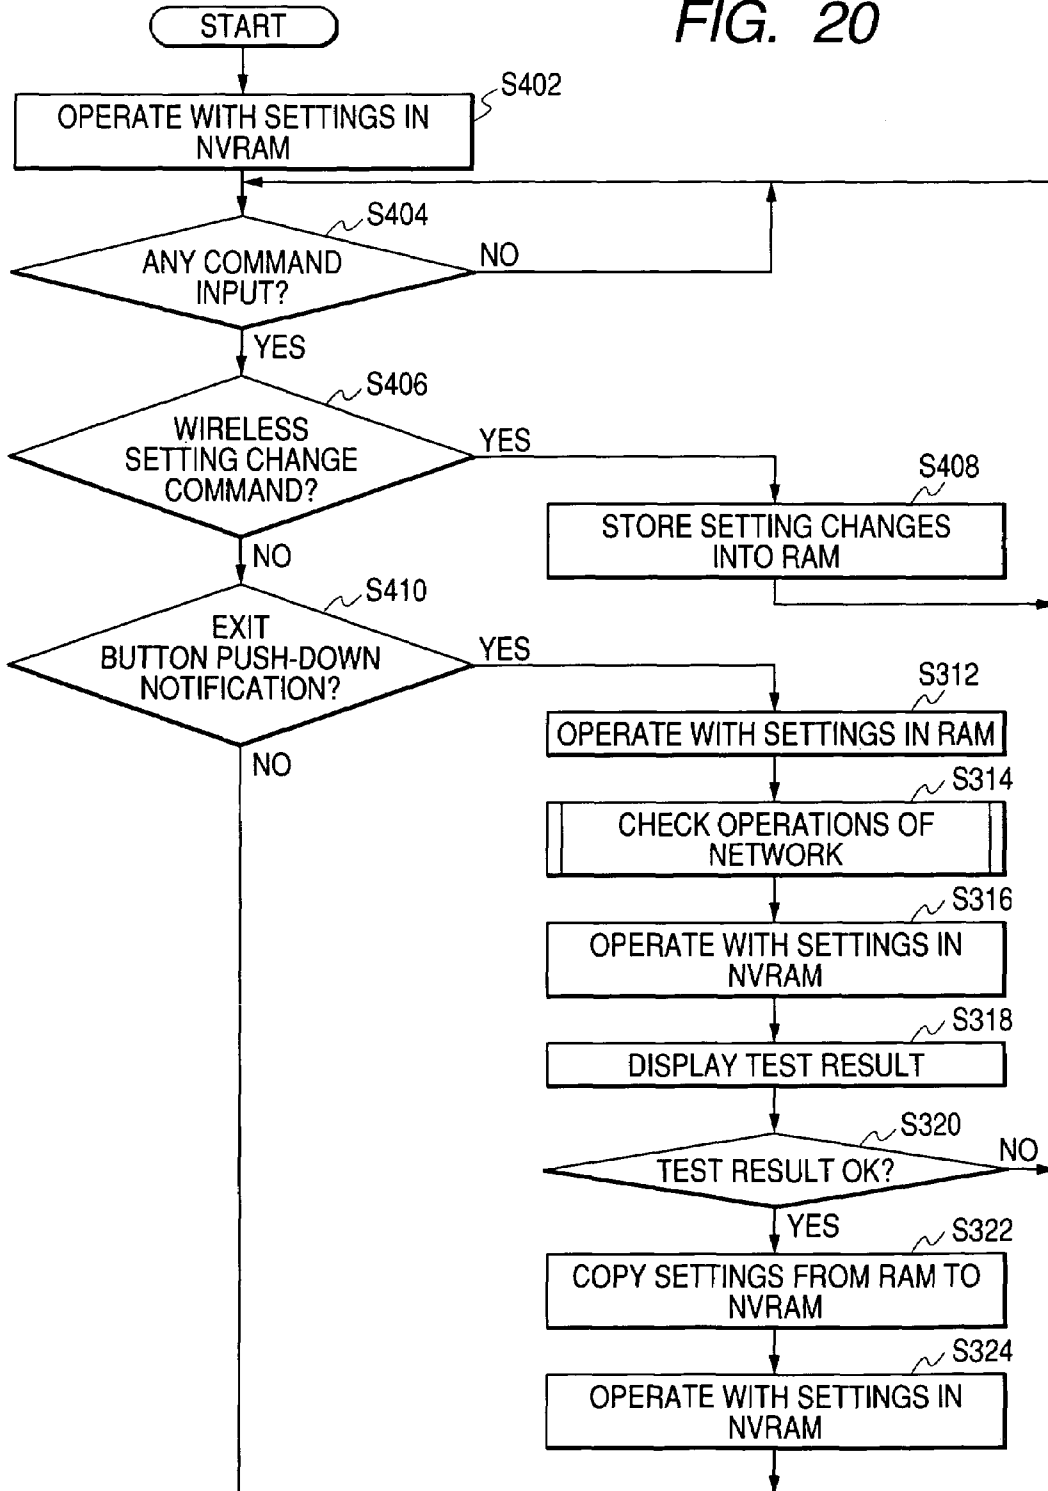 FIG. 20
START
S402
OPERATE WITH SETTINGS IN
NVRAM
S404
ANY COMMAND
INPUT?
NO
YES
S406
WIRELESS
SETTING CHANGE
COMMAND?
YES
NO
S408
STORE SETTING CHANGES
INTO RAM
S410
EXIT
BUTTON PUSH-DOWN
NOTIFICATION?
YES
NO
S312
OPERATE WITH SETTINGS IN RAM
S314
CHECK OPERATIONS OF
NETWORK
S316
OPERATE WITH SETTINGS IN
NVRAM
S318
DISPLAY TEST RESULT
S320
TEST RESULT OK?
NO
YES
S322
COPY SETTINGS FROM RAM TO
NVRAM
S324
OPERATE WITH SETTINGS IN
NVRAM